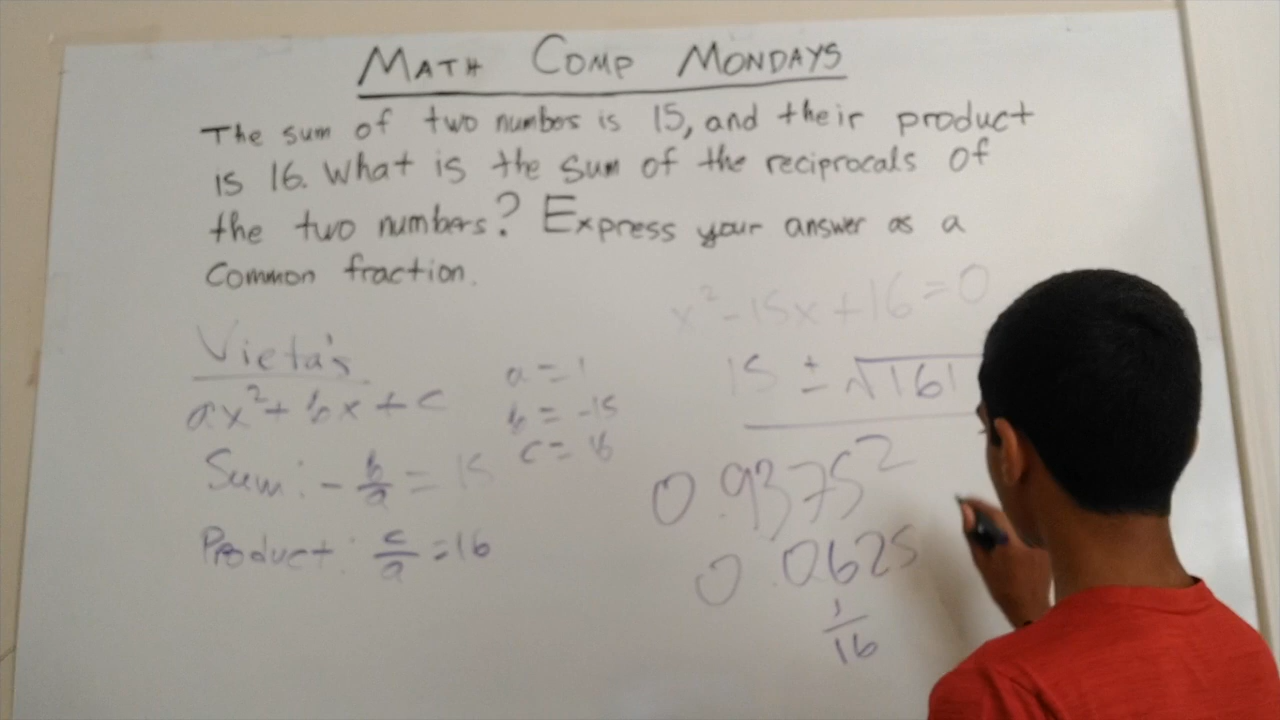 MATH COMP MONDAYS
The sum of two numbers is 15, and their product
is 16. What is the sum of the reciprocals of
the two numbers? Express your answer as a
common fraction.
x² - 15x + 16 = 0
Vieta's
ax² + bx + c
a = 1
b = -15
c = 16
15 ± √161
Sum: - b/a = 15
0.9375²
Product: c/a = 16
0.0625
1/16